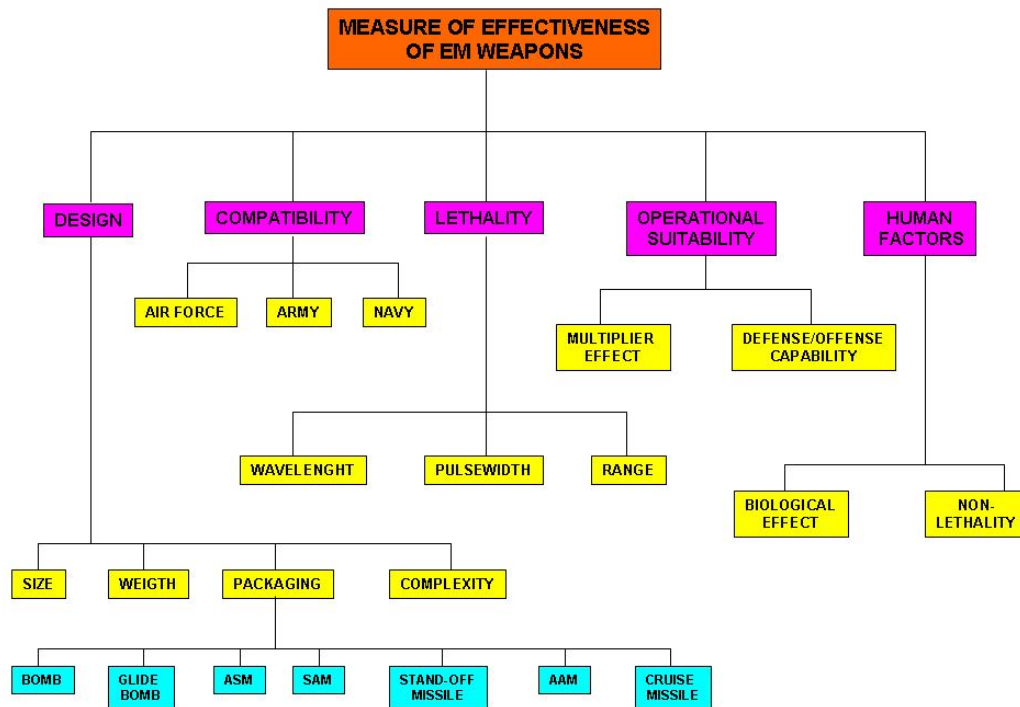 MEASURE OF EFFECTIVENESS
OF EM WEAPONS
DESIGN
COMPATIBILITY
LETHALITY
OPERATIONAL
SUITABILITY
HUMAN
FACTORS
AIR FORCE
ARMY
NAVY
MULTIPLIER
EFFECT
DEFENSE/OFFENSE
CAPABILITY
WAVELENGHT
PULSEWIDTH
RANGE
BIOLOGICAL
EFFECT
NON-
LETHALITY
SIZE
WEIGTH
PACKAGING
COMPLEXITY
BOMB
GLIDE
BOMB
ASM
SAM
STAND-OFF
MISSILE
AAM
CRUISE
MISSILE